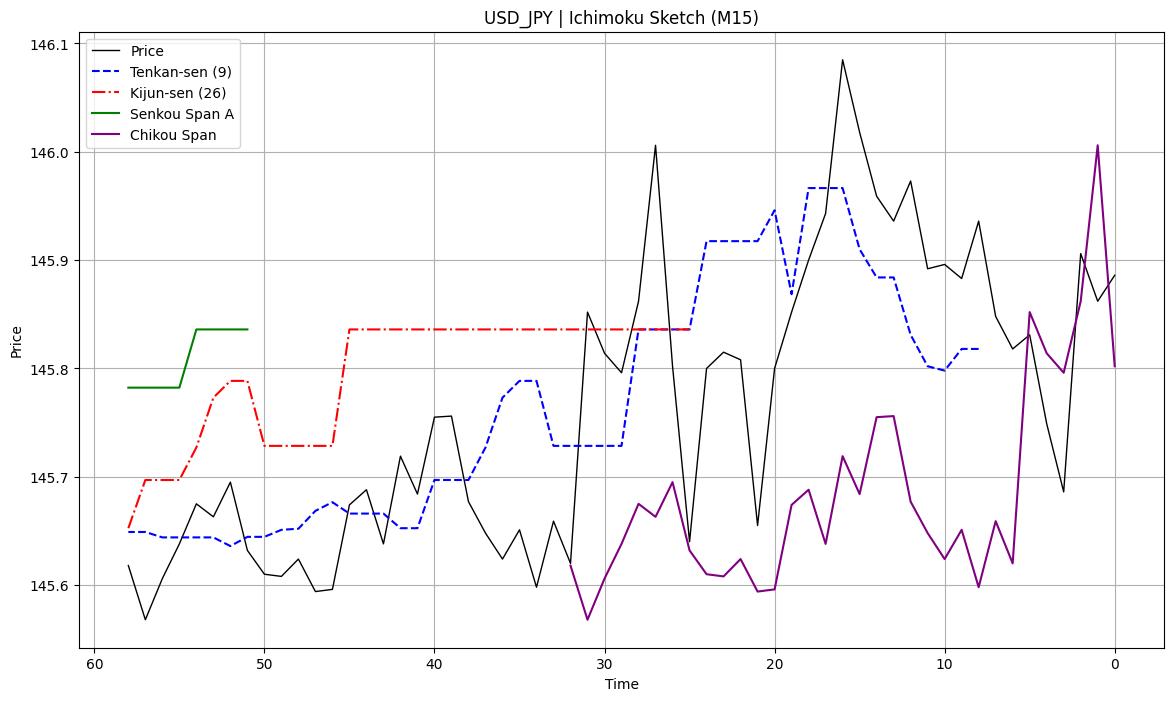 USD_JPY | Ichimoku Sketch (M15)
Price
Tenkan-sen (9)
Kijun-sen (26)
Senkou Span A
Chikou Span
146.1
146.0
145.9
145.8
145.7
145.6
Price
60 50 40 30 20 10 0
Time